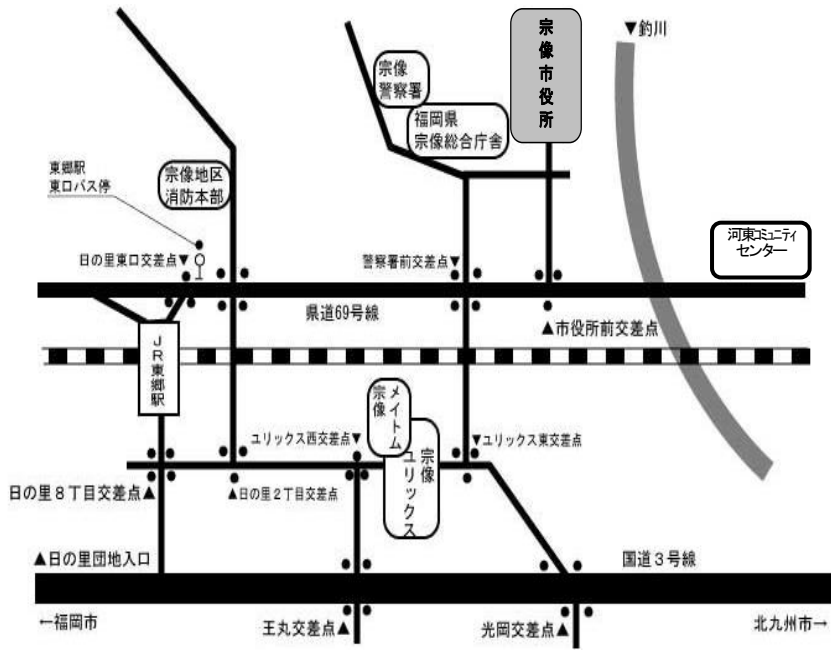 宗像市役所
▼釣川
宗像
警察署
福岡県
宗像総合庁舎
東郷駅
東口バス停
宗像地区
消防本部
河東コミュニティ
センター
日の里東口交差点▼
警察署前交差点▼
県道69号線
▲市役所前交差点
JR東郷駅
メイトム
宗像
ユリックス西交差点▼
▼ユリックス東交差点
宗像
ユリックス
日の里8丁目交差点▲
▲日の里2丁目交差点
▲日の里団地入口
国道3号線
←福岡市
王丸交差点▲
光岡交差点▲
北九州市→